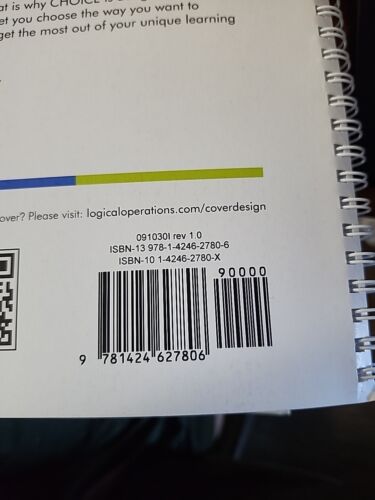 at is why CHOICE is
et you choose the way you want to
get the most out of your unique learning
over? Please visit: logicaloperations.com/coverdesign
091030I rev 1.0
ISBN-13 978-1-4246-2780-6
ISBN-10 1-4246-2780-X
90000
9 781424 627806